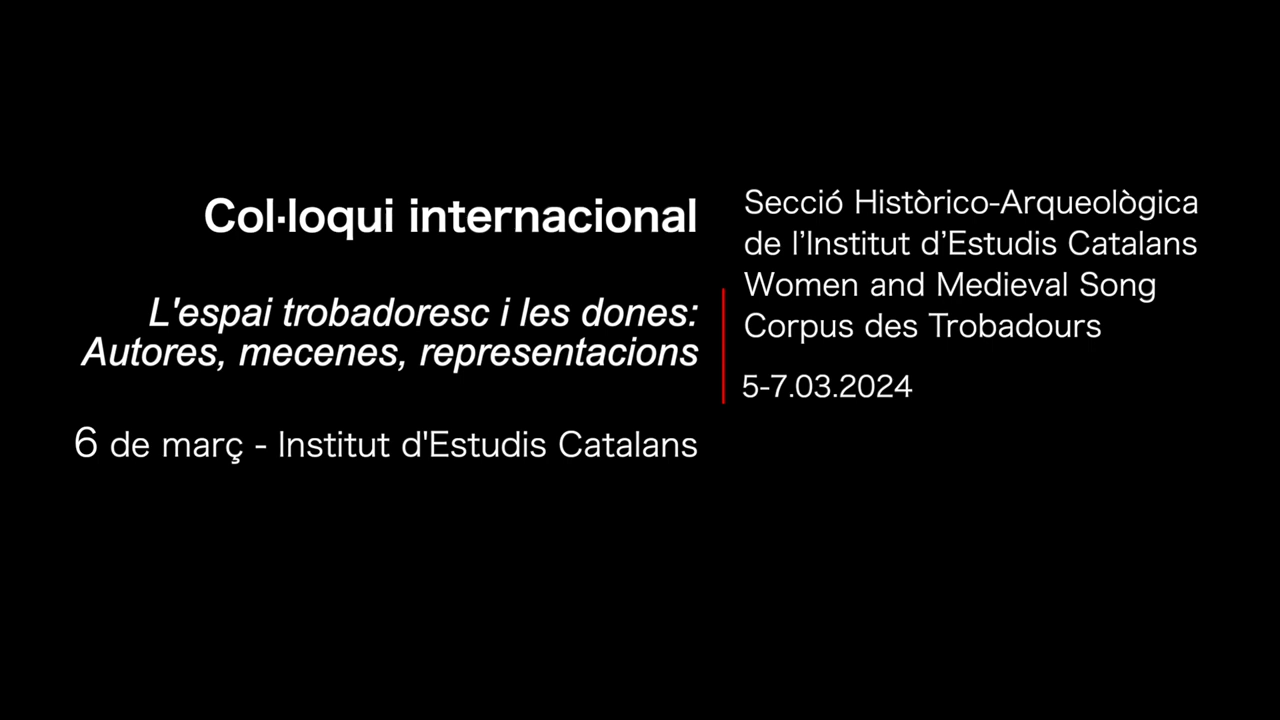 Col·loqui internacional
L'espai trobadoresc i les dones:
Autores, mecenes, representacions
6 de març - Institut d'Estudis Catalans
Secció Històrico-Arqueològica
de l’Institut d’Estudis Catalans
Women and Medieval Song
Corpus des Trobadours
5-7.03.2024